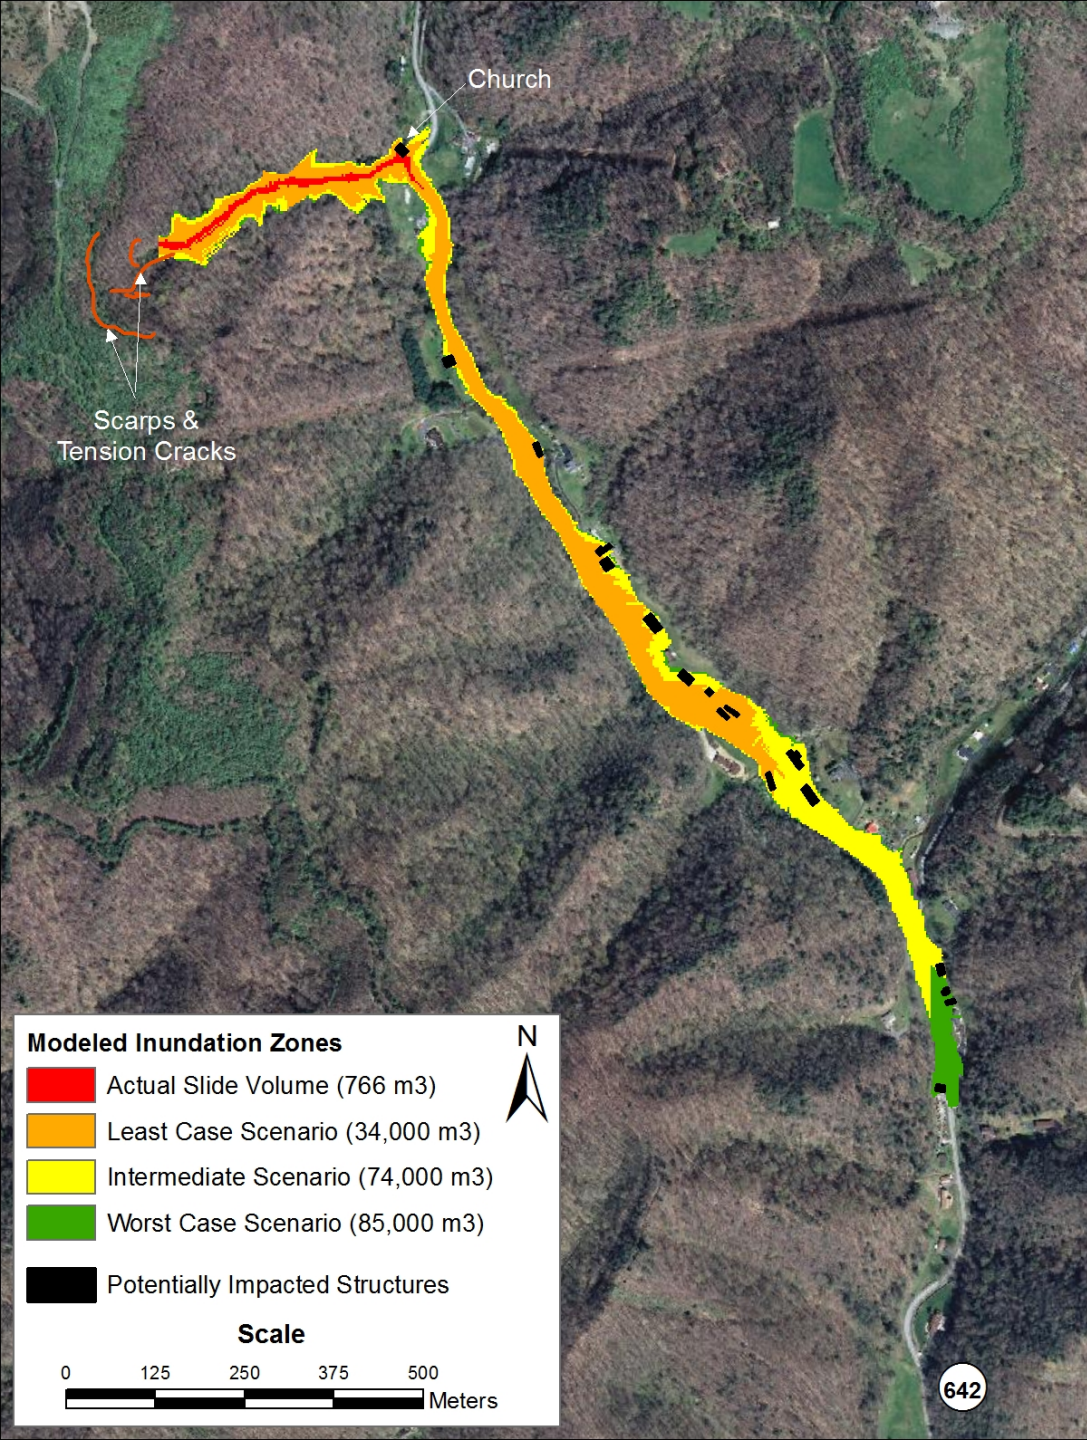 Church
Scarps &
Tension Cracks
Modeled Inundation Zones
N
Actual Slide Volume (766 m3)
Least Case Scenario (34,000 m3)
Intermediate Scenario (74,000 m3)
Worst Case Scenario (85,000 m3)
Potentially Impacted Structures
Scale
0 125 250 375 500
Meters
642